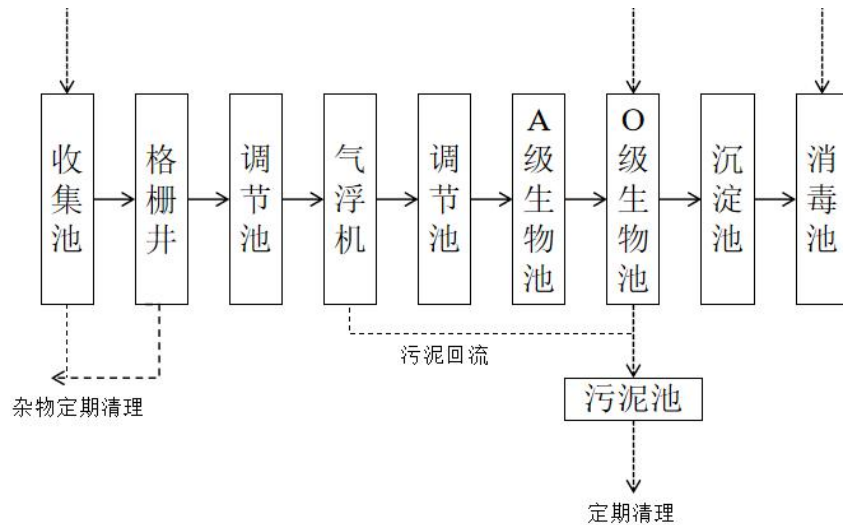 收集池
格栅井
调节池
气浮机
调节池
A级生物池
O级生物池
沉淀池
消毒池
污泥回流
污泥池
杂物定期清理
定期清理